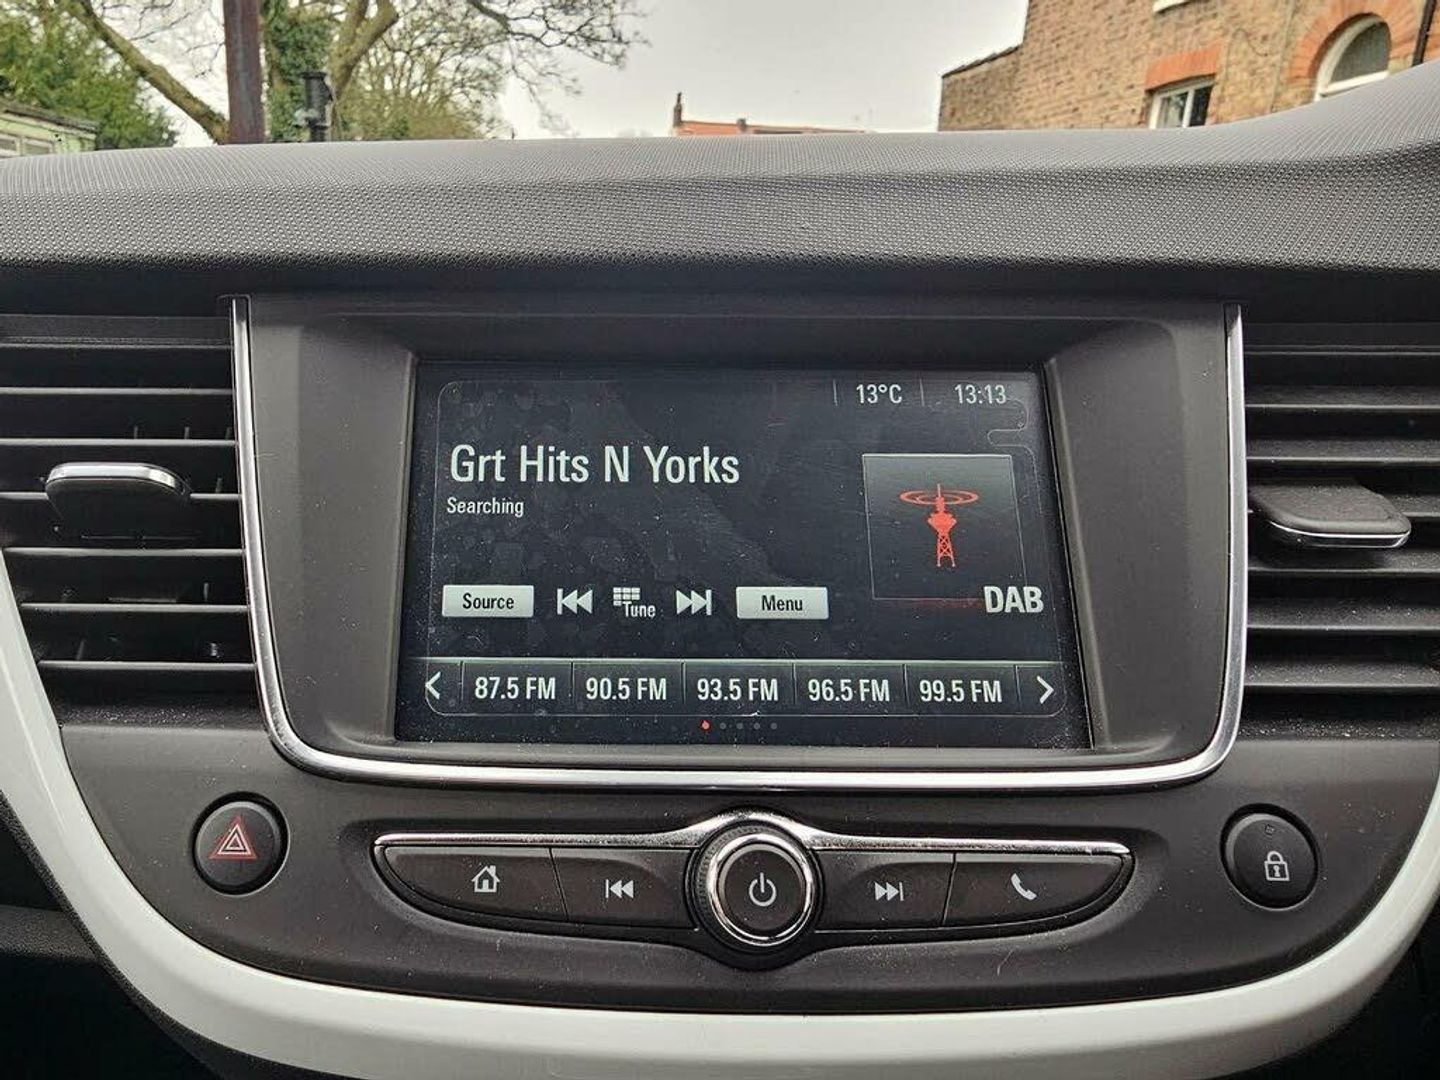 13°C 13:13
Grt Hits N Yorks
Searching
Source Tune Menu
DAB
87.5 FM 90.5 FM 93.5 FM 96.5 FM 99.5 FM